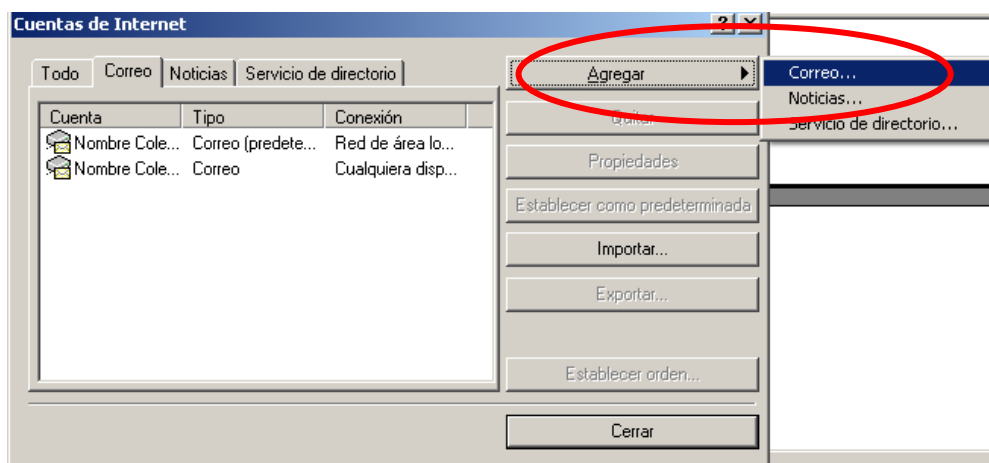 Cuentas de Internet
Todo Correo Noticias Servicio de directorio
Cuenta Tipo Conexión
Nombre Cole... Correo (predete... Red de área lo...
Nombre Cole... Correo Cualquiera disp...
Agregar
Quitar
Propiedades
Establecer como predeterminada
Importar...
Exportar...
Establecer orden...
Cerrar
Correo...
Noticias...
Servicio de directorio...